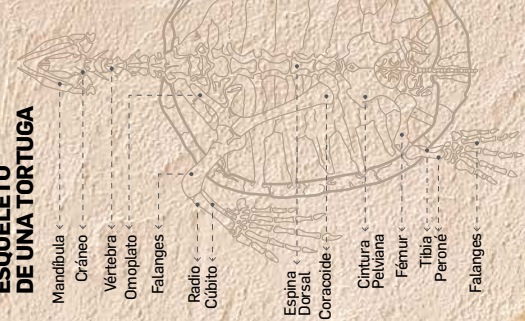 ESQUELETO
DE UNA TORTUGA
Mandíbula
Cráneo
Vértebra
Omoplato
Falanges
Radio
Cúbito
Espina
Dorsal
Coracoide
Cintura
Pelviana
Fémur
Tibia
Peroné
Falanges